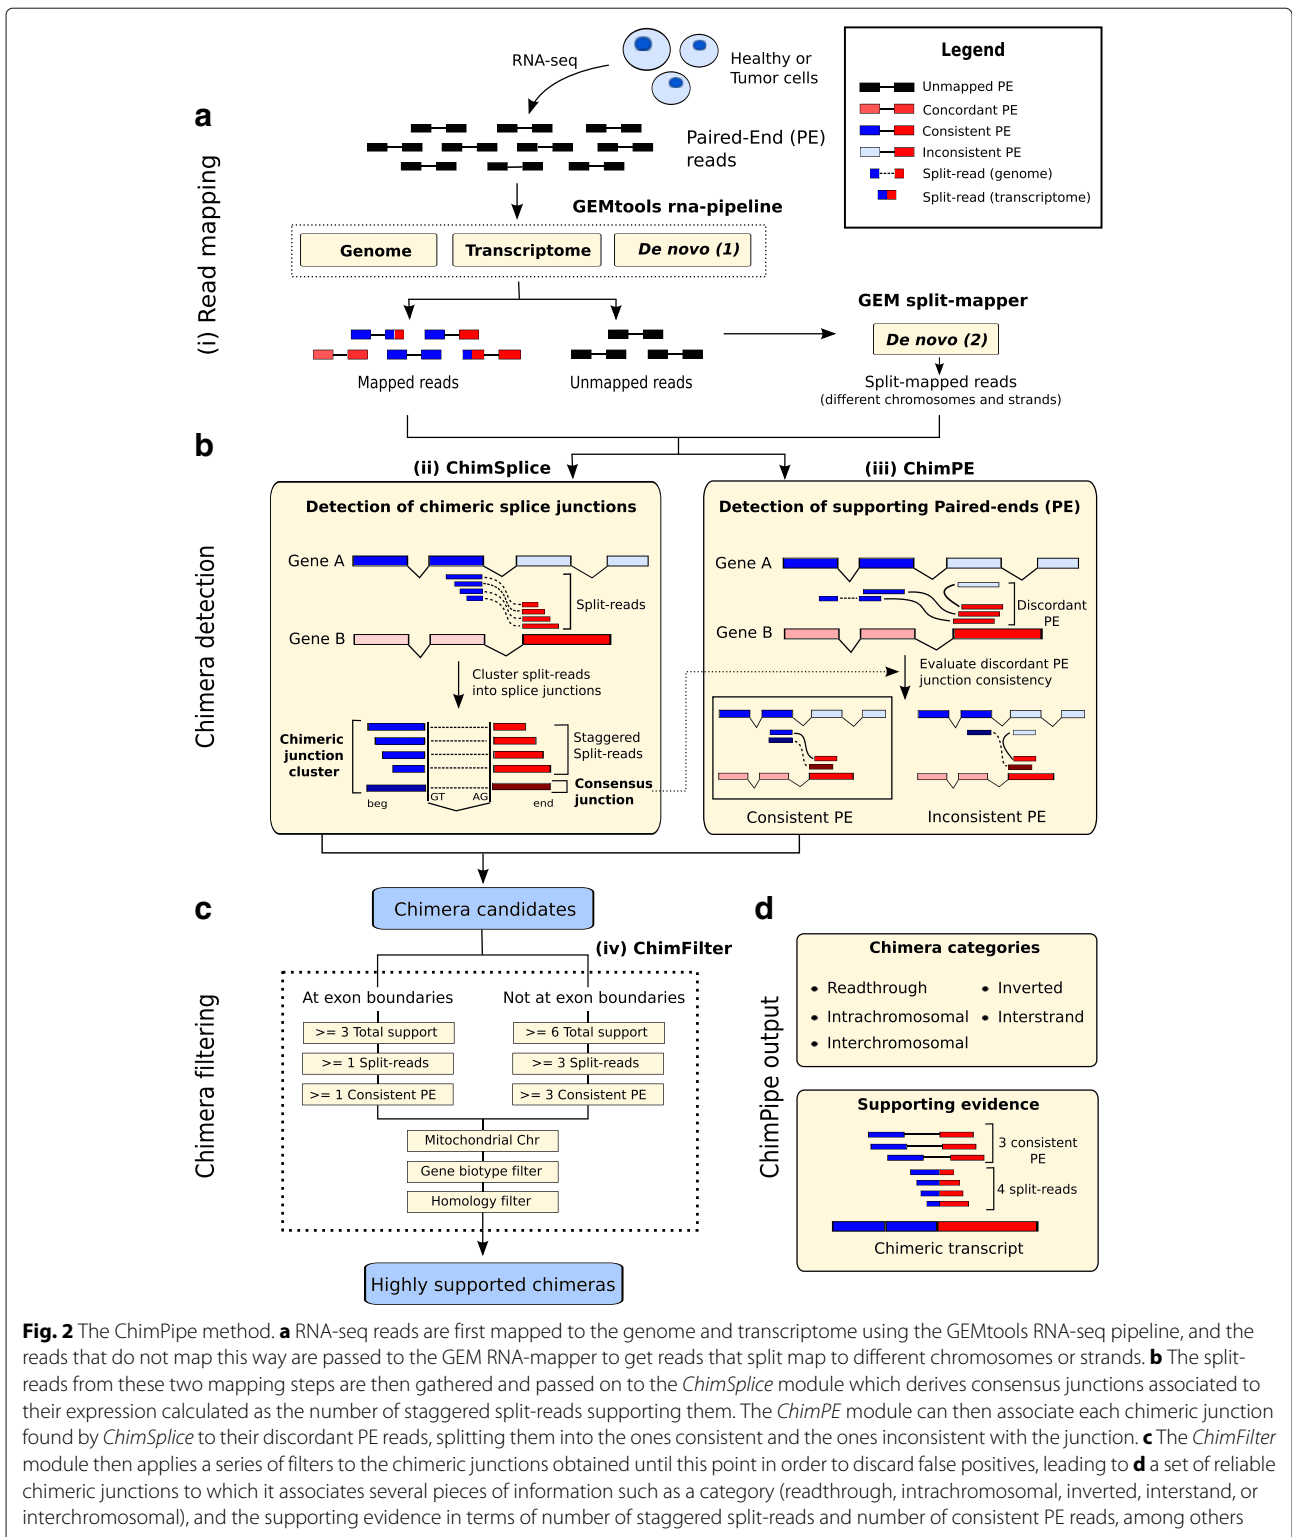 RNA-seq
Healthy or
Tumor cells
Legend
Unmapped PE
Concordant PE
Consistent PE
Inconsistent PE
Split-read (genome)
Split-read (transcriptome)
a
(i) Read mapping
Paired-End (PE)
reads
GEMtools rna-pipeline
Genome
Transcriptome
De novo (1)
GEM split-mapper
De novo (2)
Mapped reads
Unmapped reads
Split-mapped reads
(different chromosomes and strands)
b
Chimera detection
(ii) ChimSplice
(iii) ChimPE
Detection of chimeric splice junctions
Gene A
Split-reads
Gene B
Cluster split-reads
into splice junctions
Chimeric
junction
cluster
Staggered
Split-reads
Consensus
junction
beg
GT
AG
end
Detection of supporting Paired-ends (PE)
Gene A
Discordant
PE
Gene B
Evaluate discordant PE
junction consistency
Consistent PE
Inconsistent PE
c
Chimera filtering
Chimera candidates
(iv) ChimFilter
At exon boundaries
Not at exon boundaries
>= 3 Total support
>= 6 Total support
>= 1 Split-reads
>= 3 Split-reads
>= 1 Consistent PE
>= 3 Consistent PE
Mitochondrial Chr
Gene biotype filter
Homology filter
Highly supported chimeras
d
ChimPipe output
Chimera categories
• Readthrough
• Inverted
• Intrachromosomal
• Interstrand
• Interchromosomal
Supporting evidence
3 consistent
PE
4 split-reads
Chimeric transcript
Fig. 2 The ChimPipe method. a RNA-seq reads are first mapped to the genome and transcriptome using the GEMtools RNA-seq pipeline, and the
reads that do not map this way are passed to the GEM RNA-mapper to get reads that split map to different chromosomes or strands. b The split-
reads from these two mapping steps are then gathered and passed on to the ChimSplice module which derives consensus junctions associated to
their expression calculated as the number of staggered split-reads supporting them. The ChimPE module can then associate each chimeric junction
found by ChimSplice to their discordant PE reads, splitting them into the ones consistent and the ones inconsistent with the junction. c The ChimFilter
module then applies a series of filters to the chimeric junctions obtained until this point in order to discard false positives, leading to d a set of reliable
chimeric junctions to which it associates several pieces of information such as a category (readthrough, intrachromosomal, inverted, interstand, or
interchromosomal), and the supporting evidence in terms of number of staggered split-reads and number of consistent PE reads, among others